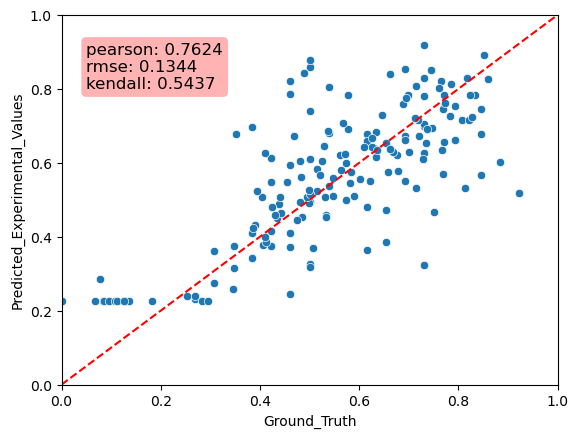 pearson: 0.7624
rmse: 0.1344
kendall: 0.5437
Predicted_Experimental_Values
1.0
0.8
0.6
0.4
0.2
0.0
0.0 0.2 0.4 0.6 0.8 1.0
Ground_Truth